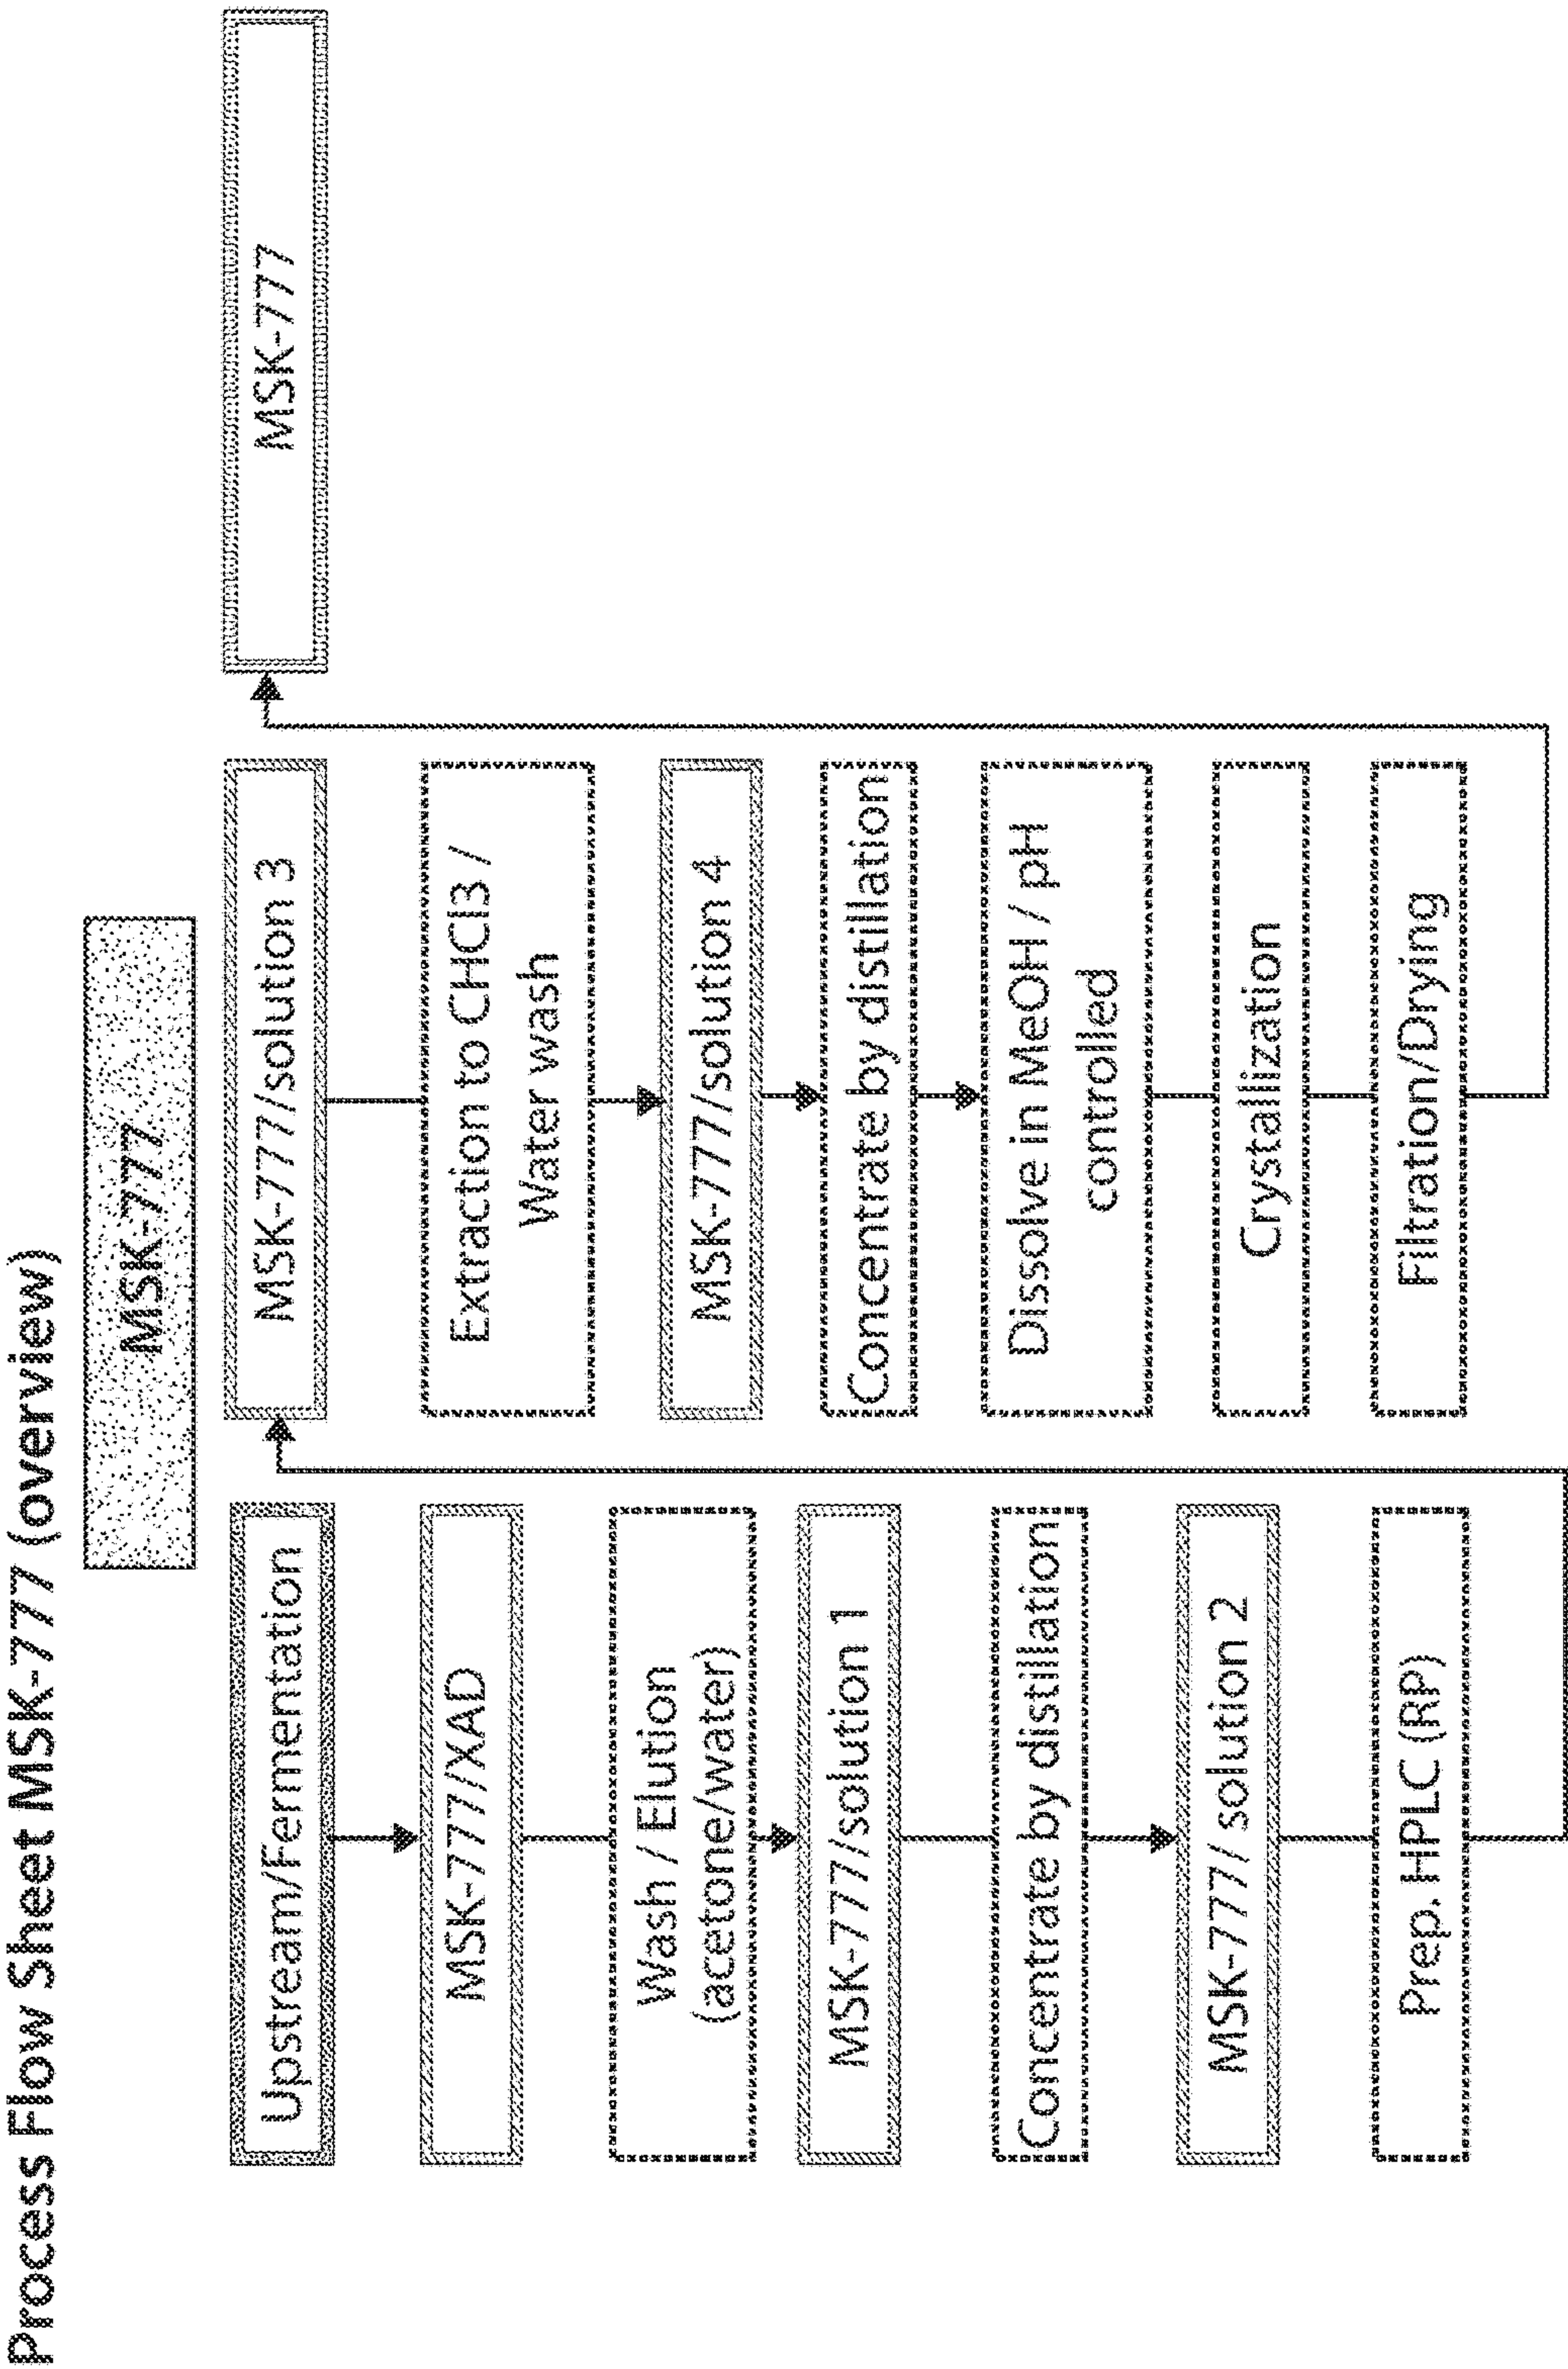 Process Flow Sheet MSK-777 (overview)
MSK-777
Upstream/Fermentation
MSK-777/XAD
Wash / Elution
(acetone/water)
MSK-777/solution 1
Concentrate by distillation
MSK-777/ solution 2
Prep. HPLC (RP)
MSK-777/solution 3
Extraction to CHCl3 /
Water wash
MSK-777/solution 4
Concentrate by distillation
Dissolve in MeOH / pH
controlled
Crystallization
Filtration/Drying
MSK-777